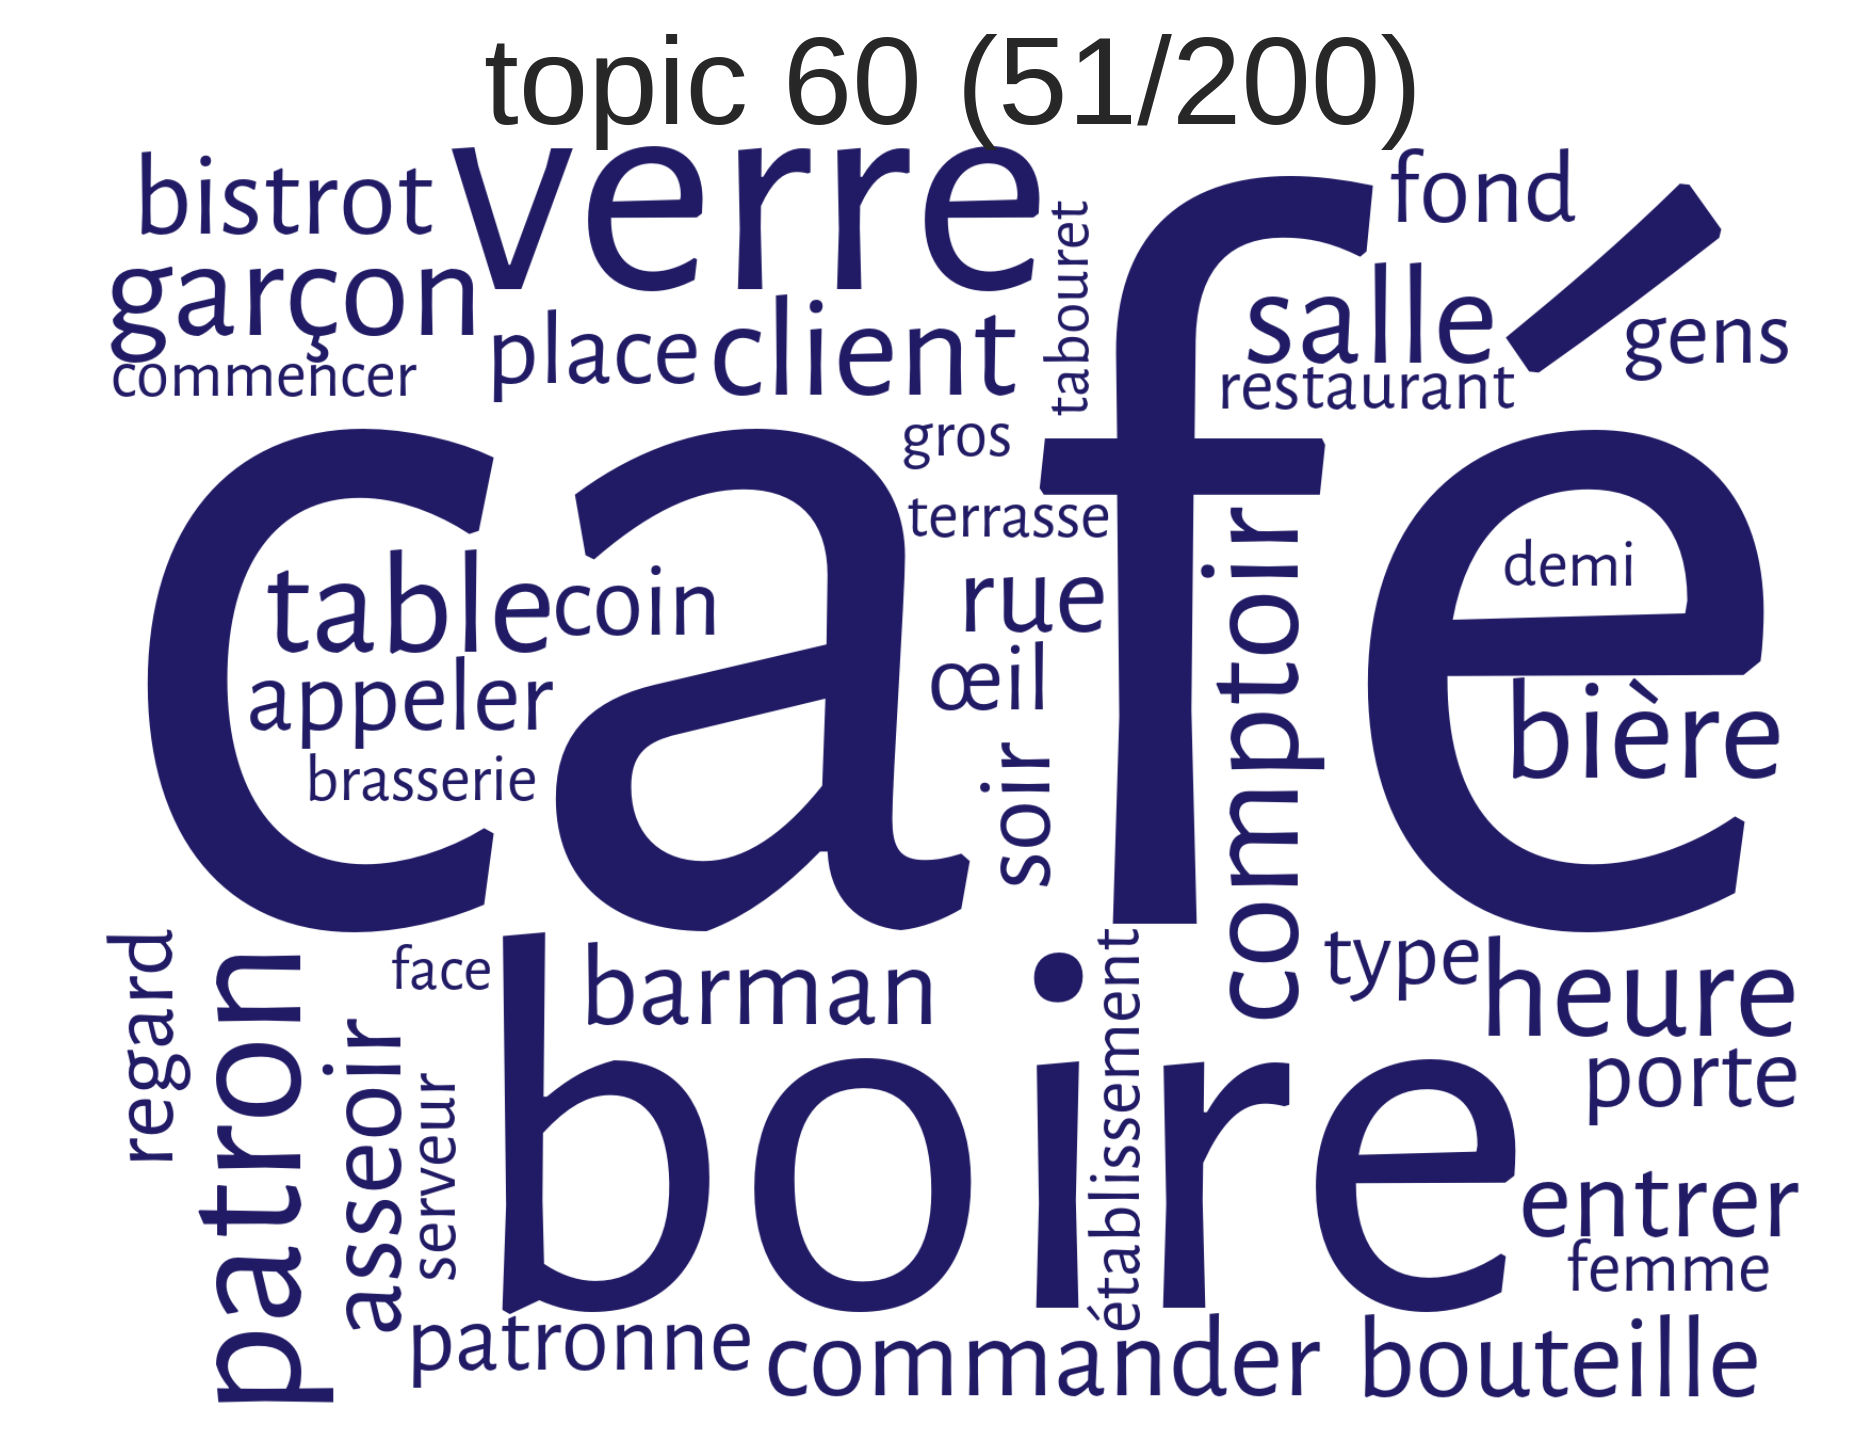 topic 60 (51/200)
bistrot
verre
fond
garçon
tabouret
salle
gens
commencer
place
client
restaurant
café
gros
terrasse
table
coin
rue
comptoir
demi
appeler
œil
bière
brasserie
soir
regard
patron
face
barman
établissement
type
heure
asseoir
serveur
boire
porte
entrer
femme
patronne
commander
bouteille